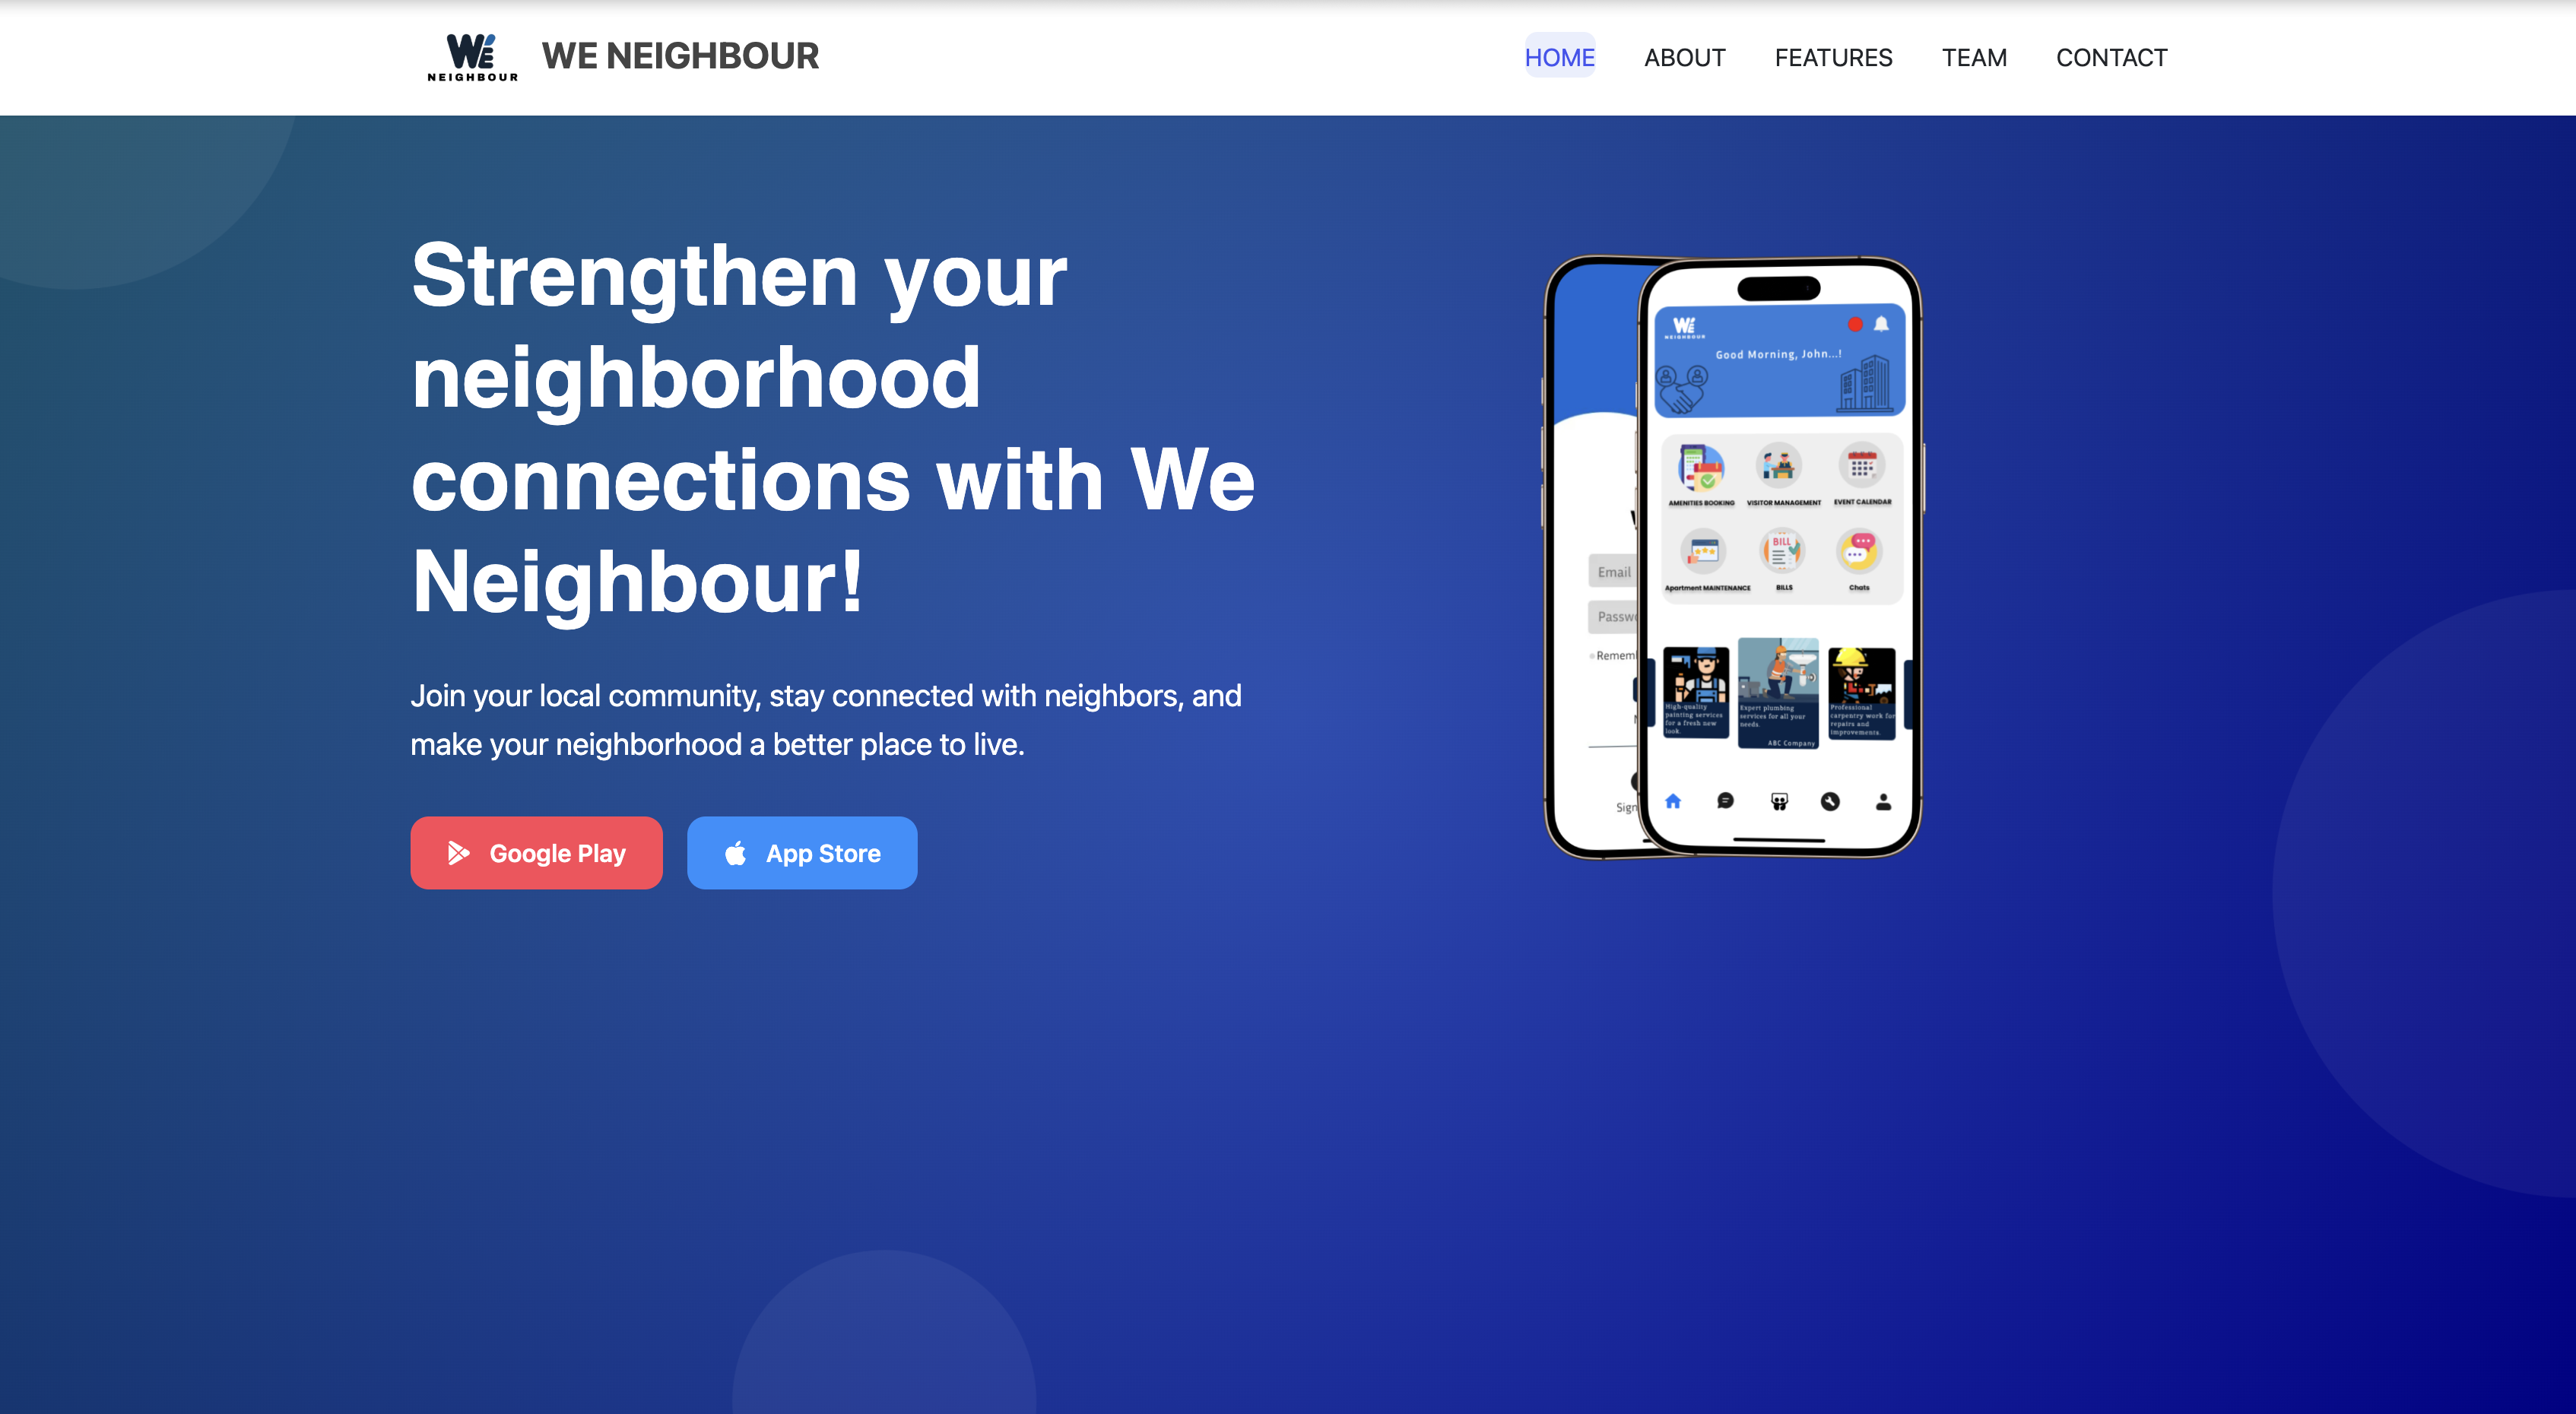 WE
NEIGHBOUR
WE NEIGHBOUR
HOME
ABOUT
FEATURES
TEAM
CONTACT
Strengthen your
neighborhood
connections with We
Neighbour!
Join your local community, stay connected with neighbors, and
make your neighborhood a better place to live.
Google Play
App Store
Email
Passwo
Rememb
Sign
WE
NEIGHBOUR
Good Morning, John...!
AMENITIES BOOKING
VISITOR MANAGEMENT
EVENT CALENDAR
BILL
Apartment MAINTENANCE
BILLS
Chats
High-quality
painting services
for a fresh new
look.
Expert plumbing
services for all your
needs.
ABC Company
Professional
carpentry work for
repairs and
improvements.